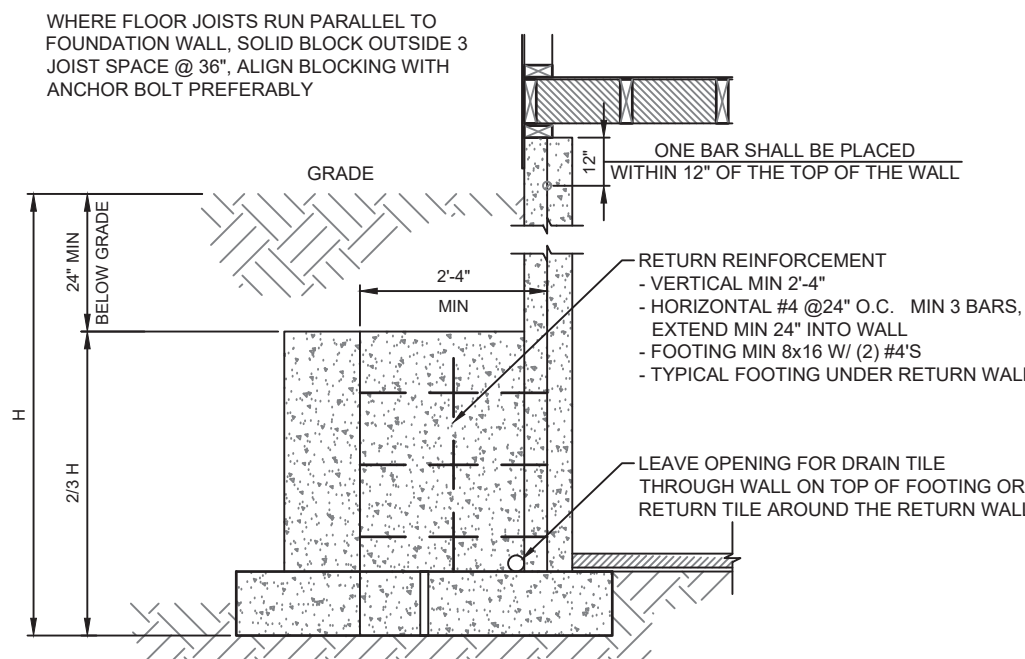 WHERE FLOOR JOISTS RUN PARALLEL TO
FOUNDATION WALL, SOLID BLOCK OUTSIDE 3
JOIST SPACE @ 36", ALIGN BLOCKING WITH
ANCHOR BOLT PREFERABLY
12"
ONE BAR SHALL BE PLACED
WITHIN 12" OF THE TOP OF THE WALL
GRADE
24" MIN
BELOW GRADE
2'-4"
MIN
RETURN REINFORCEMENT
- VERTICAL MIN 2'-4"
- HORIZONTAL #4 @24" O.C. MIN 3 BARS,
EXTEND MIN 24" INTO WALL
- FOOTING MIN 8x16 W/ (2) #4'S
- TYPICAL FOOTING UNDER RETURN WALL
H
2/3 H
LEAVE OPENING FOR DRAIN TILE
THROUGH WALL ON TOP OF FOOTING OR
RETURN TILE AROUND THE RETURN WALL